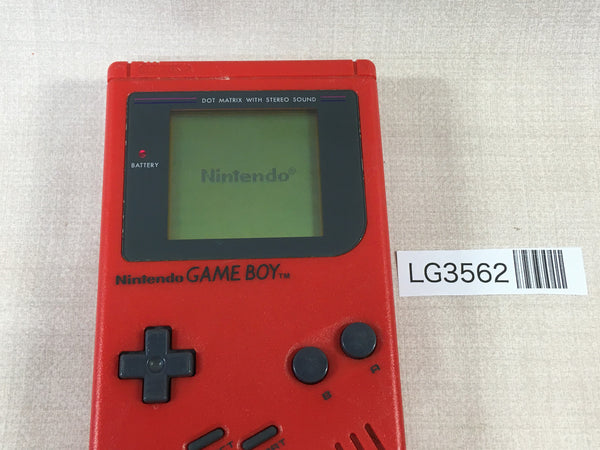 DOT MATRIX WITH STEREO SOUND
BATTERY
Nintendo®
Nintendo GAME BOY™
LG3562
B A